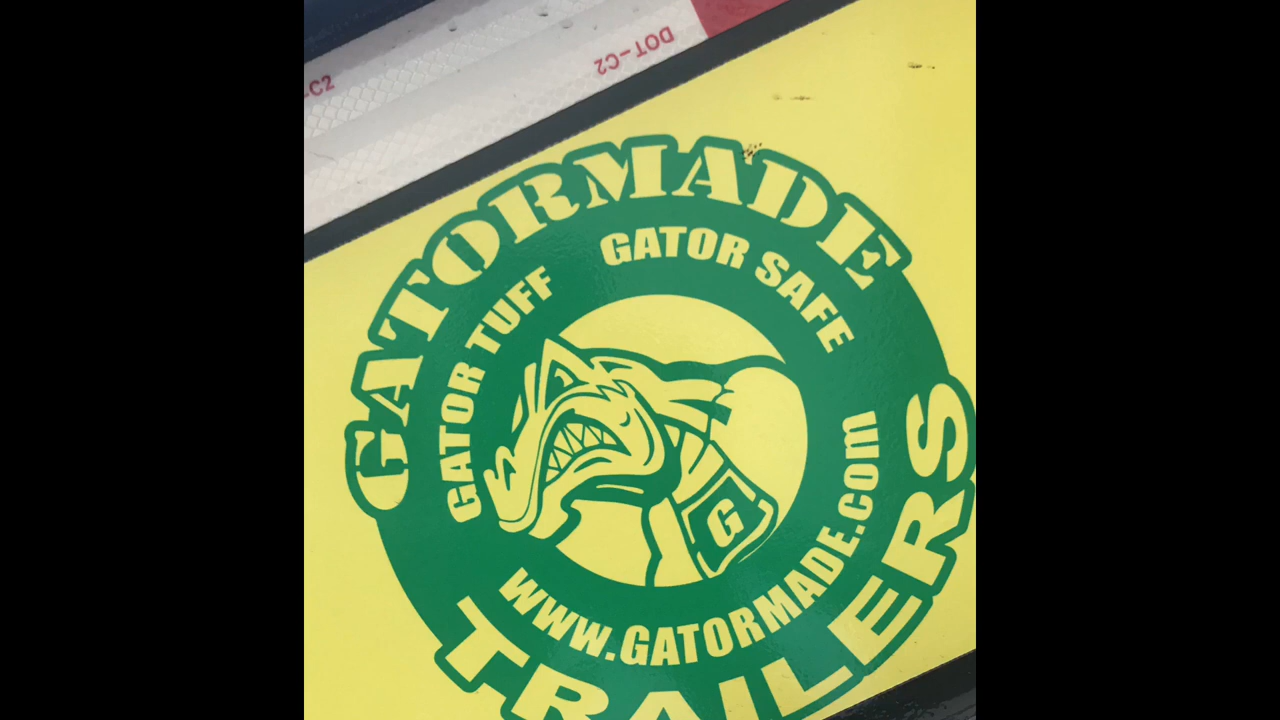 -C2
DOT-C2
GATORMADE
GATOR TUFF
GATOR SAFE
G
WWW.GATORMADE.com
TRAILERS